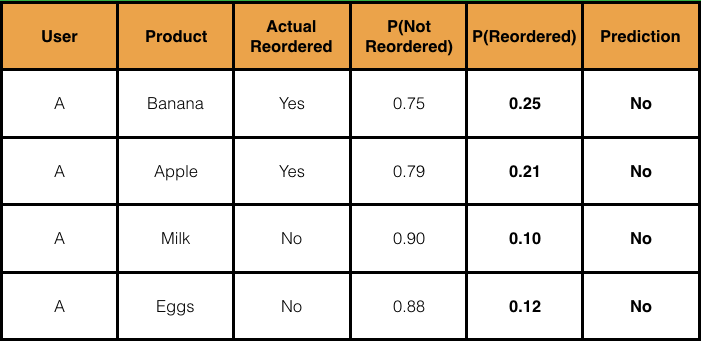 User Product Actual Reordered P(Not Reordered) P(Reordered) Prediction
A Banana Yes 0.75 0.25 No
A Apple Yes 0.79 0.21 No
A Milk No 0.90 0.10 No
A Eggs No 0.88 0.12 No